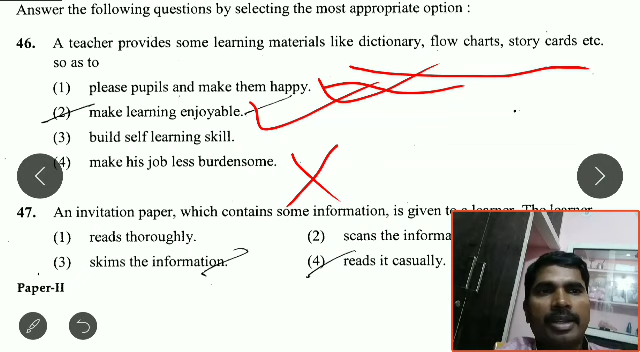 Answer the following questions by selecting the most appropriate option :
46. A teacher provides some learning materials like dictionary, flow charts, story cards etc.
so as to
(1) please pupils and make them happy.
(2) make learning enjoyable.
(3) build self learning skill.
(4) make his job less burdensome.
47. An invitation paper, which contains some information, is given to a learner. The learner
(1) reads thoroughly. (2) scans the informa
(3) skims the information. (4) reads it casually.
Paper-II